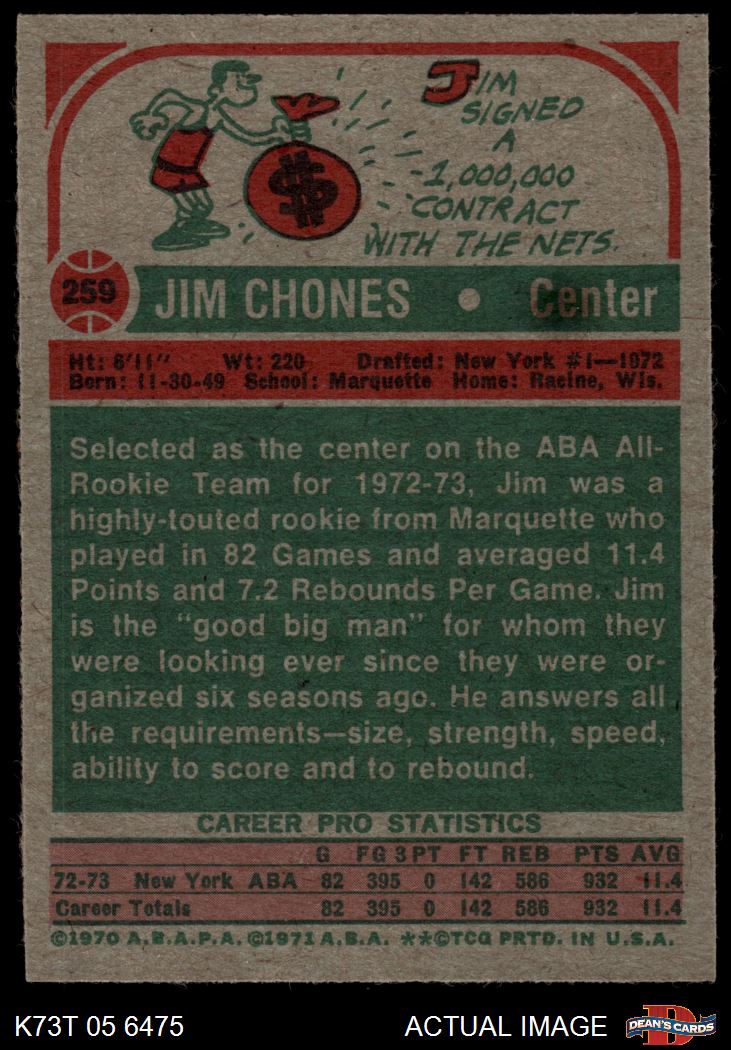 JIM
SIGNED
A
1,000,000
CONTRACT
WITH THE NETS.
259 JIM CHONES • Center
Ht: 6'11" Wt: 220 Drafted: New York #1—1972
Born: 11-30-49 School: Marquette Home: Racine, Wis.
Selected as the center on the ABA All-
Rookie Team for 1972-73, Jim was a
highly-touted rookie from Marquette who
played in 82 Games and averaged 11.4
Points and 7.2 Rebounds Per Game. Jim
is the "good big man" for whom they
were looking ever since they were or-
ganized six seasons ago. He answers all
the requirements—size, strength, speed,
ability to score and to rebound.
CAREER PRO STATISTICS
G FG 3PT FT REB PTS AVG
72-73 New York ABA 82 395 0 142 586 932 11.4
Career Totals 82 395 0 142 586 932 11.4
©1970 A.B.A.P.A. ©1971 A.B.A. **©TCG PRTD. IN U.S.A.
K73T 05 6475 ACTUAL IMAGE DEAN'S CARDS